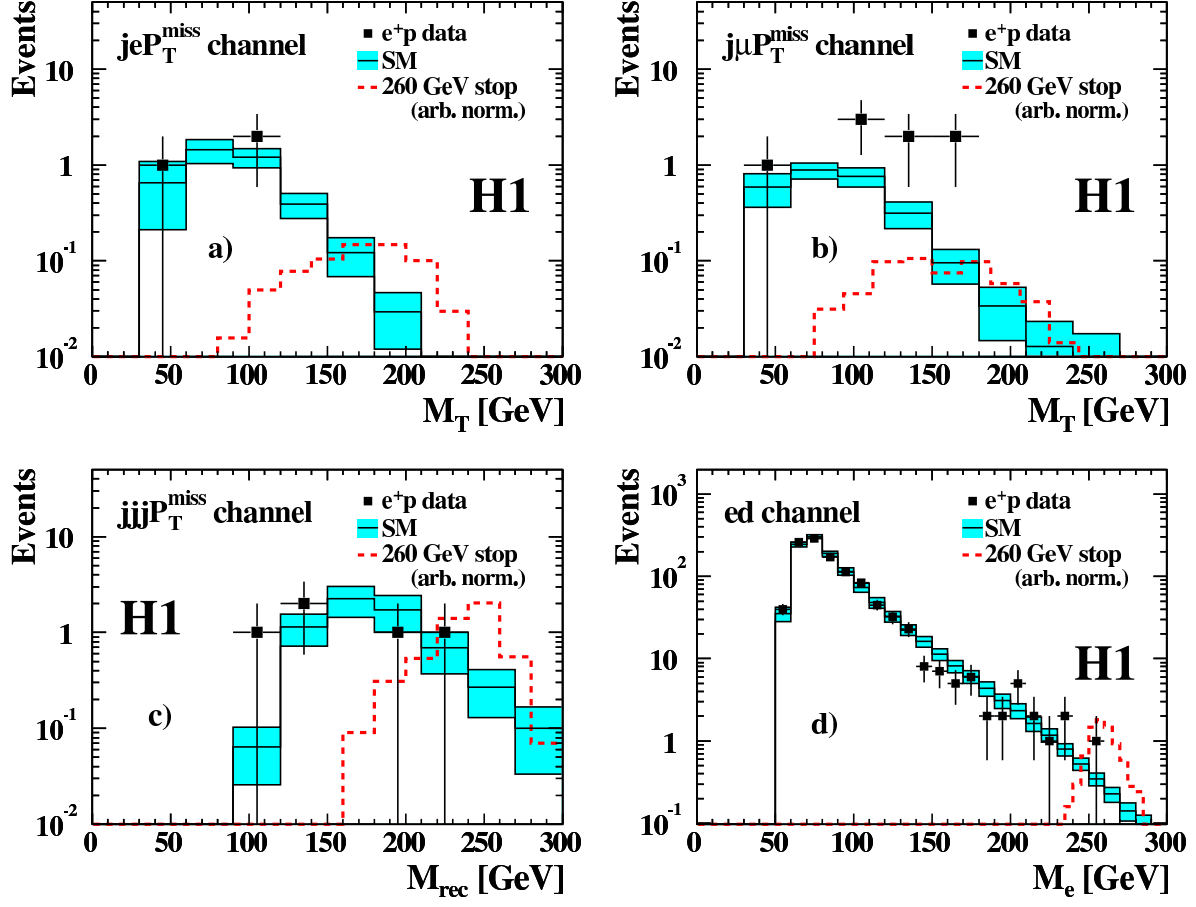 Events
jeP_T^miss channel
e⁺p data
SM
260 GeV stop
(arb. norm.)
H1
a)
10
1
10⁻¹
10⁻²
0 50 100 150 200 250 300
M_T [GeV]
Events
jμP_T^miss channel
e⁺p data
SM
260 GeV stop
(arb. norm.)
H1
b)
10
1
10⁻¹
10⁻²
0 50 100 150 200 250 300
M_T [GeV]
Events
jjjP_T^miss channel
e⁺p data
SM
260 GeV stop
(arb. norm.)
H1
c)
10
1
10⁻¹
10⁻²
0 50 100 150 200 250 300
M_rec [GeV]
Events
ed channel
e⁺p data
SM
260 GeV stop
(arb. norm.)
H1
d)
10³
10²
10
1
10⁻¹
0 50 100 150 200 250 300
M_e [GeV]